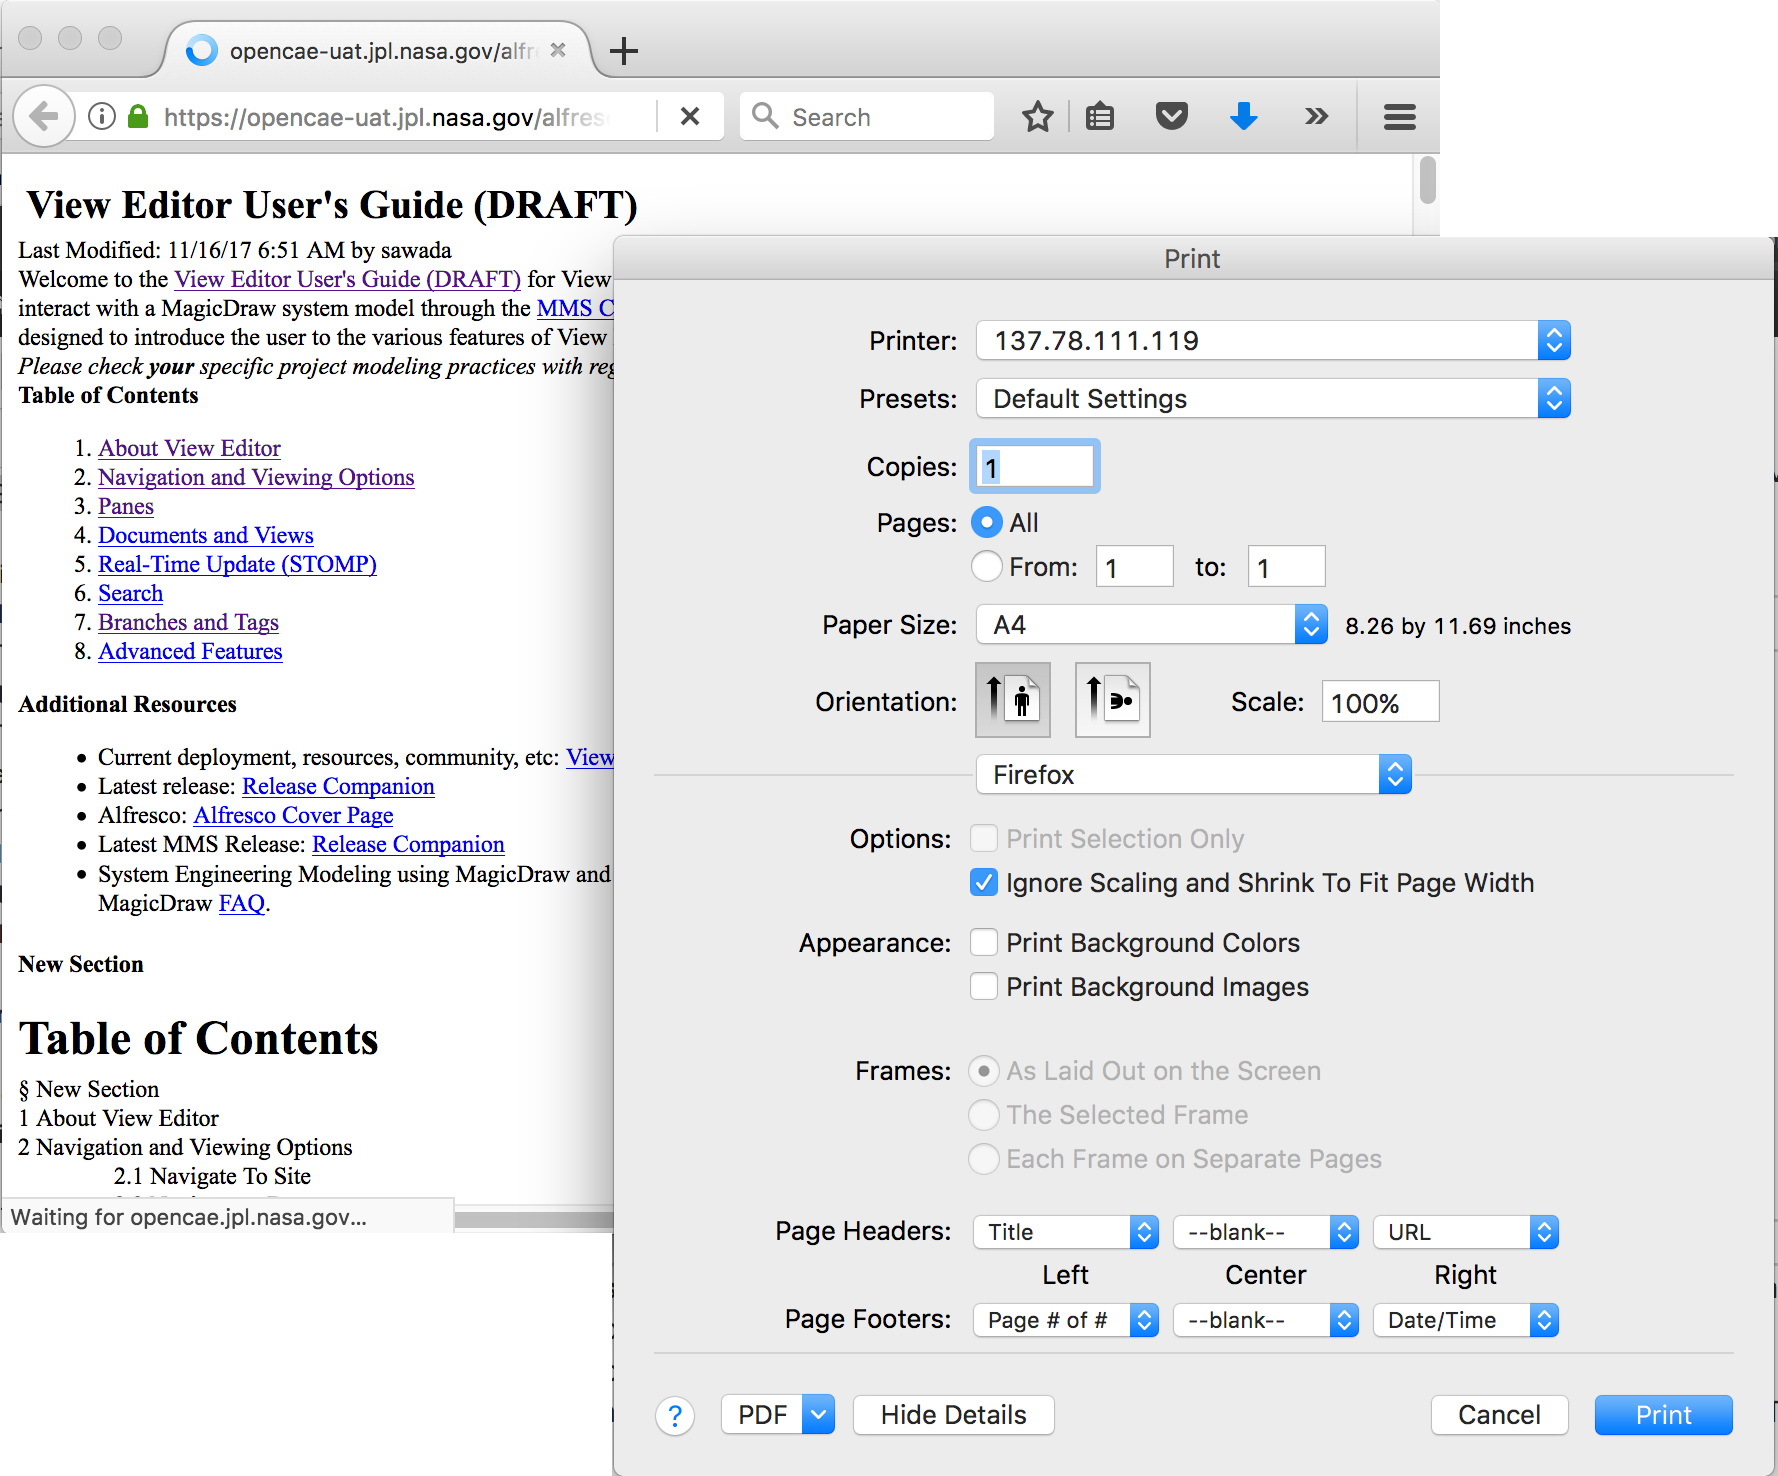 opencae-uat.jpl.nasa.gov/alfr
https://opencae-uat.jpl.nasa.gov/alfres
Search
View Editor User's Guide (DRAFT)
Last Modified: 11/16/17 6:51 AM by sawada
Welcome to the View Editor User's Guide (DRAFT) for View
interact with a MagicDraw system model through the MMS C
designed to introduce the user to the various features of View
Please check your specific project modeling practices with reg
Table of Contents
1. About View Editor
2. Navigation and Viewing Options
3. Panes
4. Documents and Views
5. Real-Time Update (STOMP)
6. Search
7. Branches and Tags
8. Advanced Features
Additional Resources
• Current deployment, resources, community, etc: View
• Latest release: Release Companion
• Alfresco: Alfresco Cover Page
• Latest MMS Release: Release Companion
• System Engineering Modeling using MagicDraw and
MagicDraw FAQ.
New Section
Table of Contents
§ New Section
1 About View Editor
2 Navigation and Viewing Options
2.1 Navigate To Site
Waiting for opencae.jpl.nasa.gov...
Print
Printer: 137.78.111.119
Presets: Default Settings
Copies: 1
Pages: All
From: 1 to: 1
Paper Size: A4 8.26 by 11.69 inches
Orientation: Scale: 100%
Firefox
Options: Print Selection Only
Ignore Scaling and Shrink To Fit Page Width
Appearance: Print Background Colors
Print Background Images
Frames: As Laid Out on the Screen
The Selected Frame
Each Frame on Separate Pages
Page Headers: Title --blank-- URL
Left Center Right
Page Footers: Page # of # --blank-- Date/Time
? PDF Hide Details Cancel Print